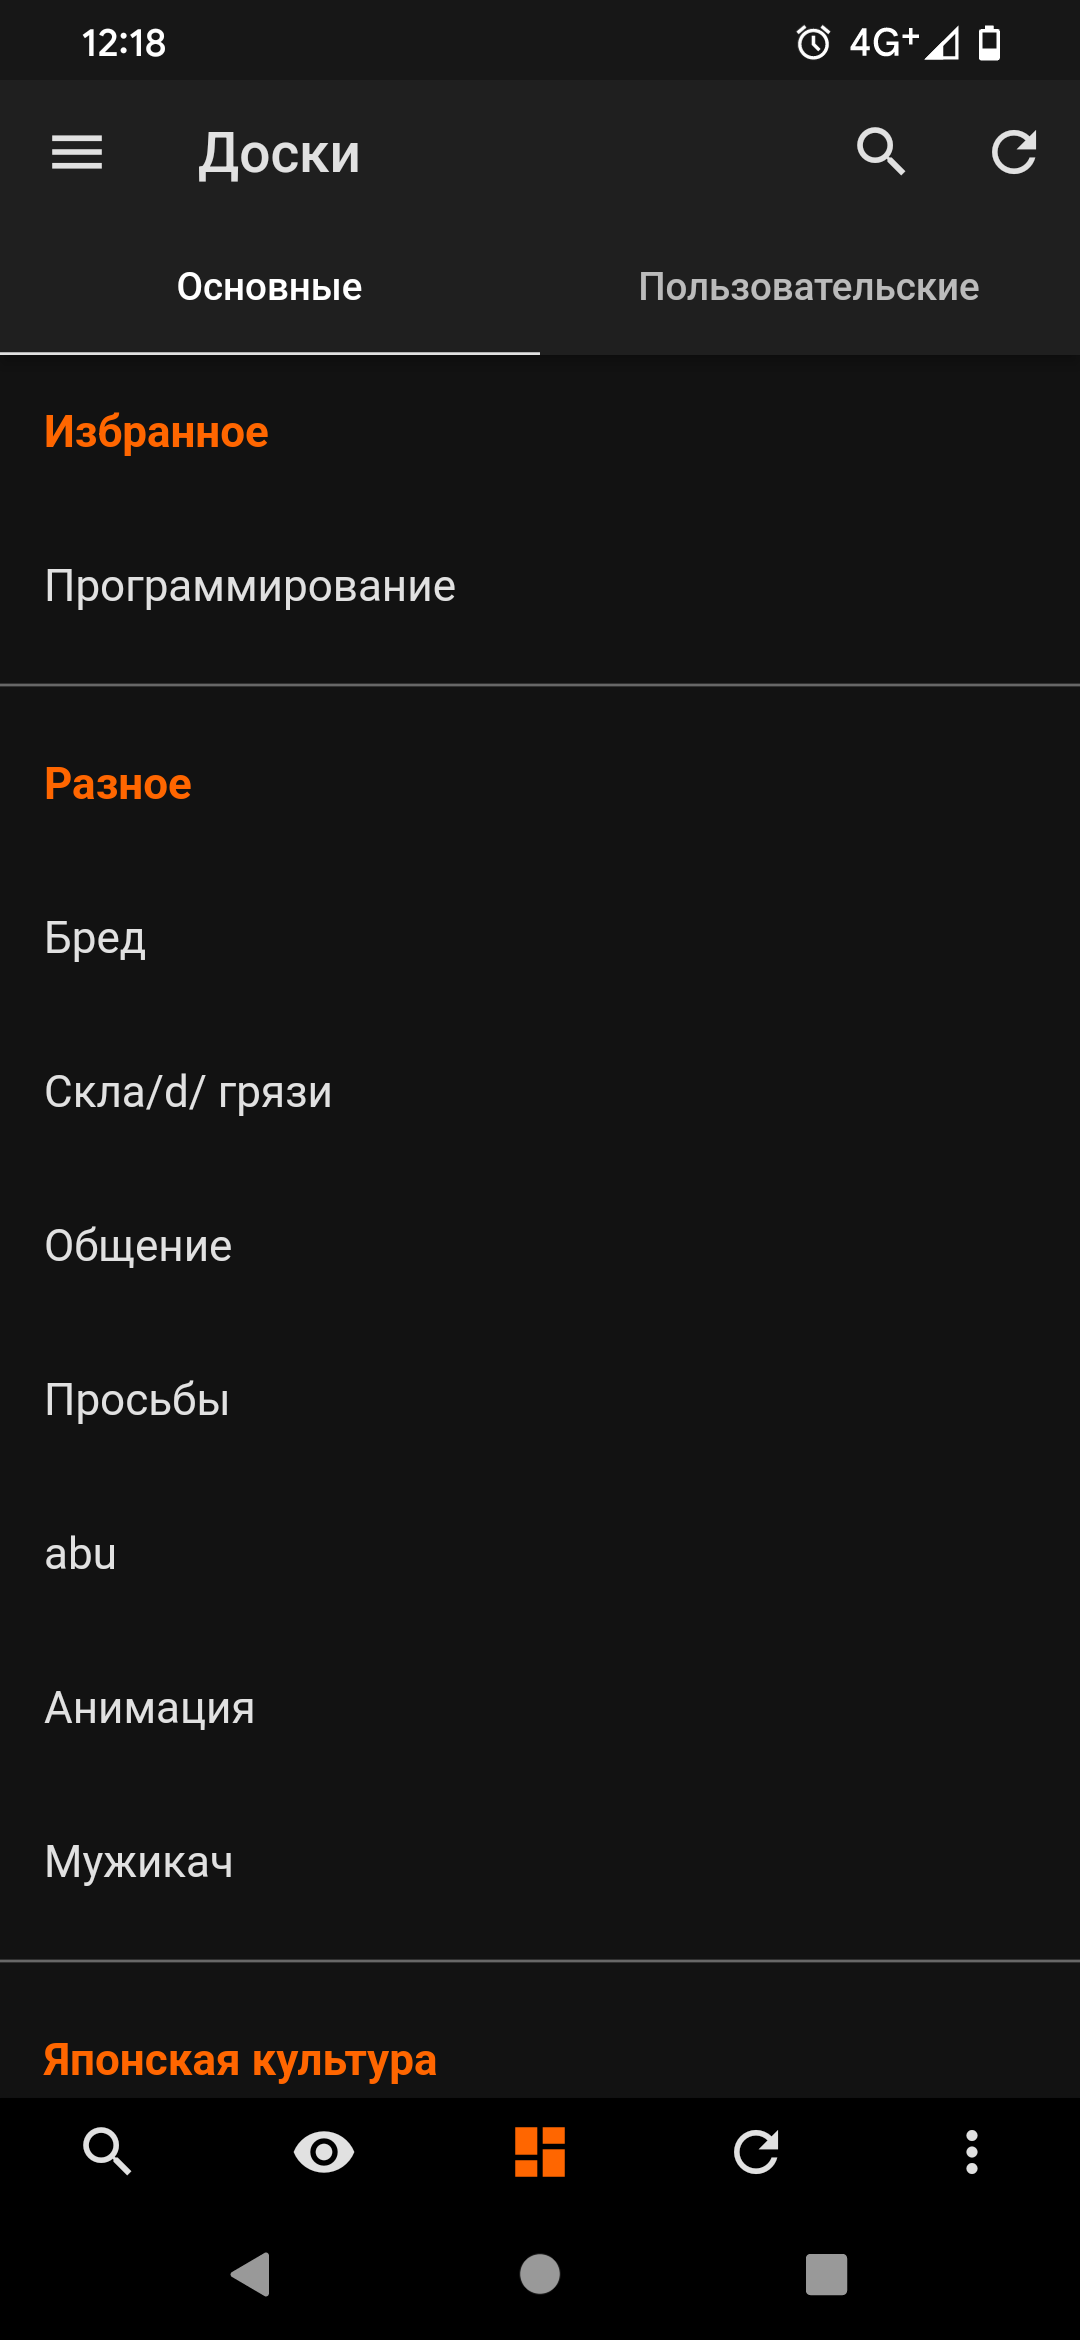 12:18
4G+
Доски
Основные
Пользовательские
Избранное
Программирование
Разное
Бред
Скла/d/ грязи
Общение
Просьбы
abu
Анимация
Мужикач
Японская культура